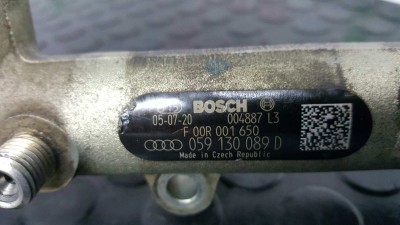 BOSCH
05-07-20 004887 L3
F 00R 001 650
059 130 089 D
Made in Czech Republic